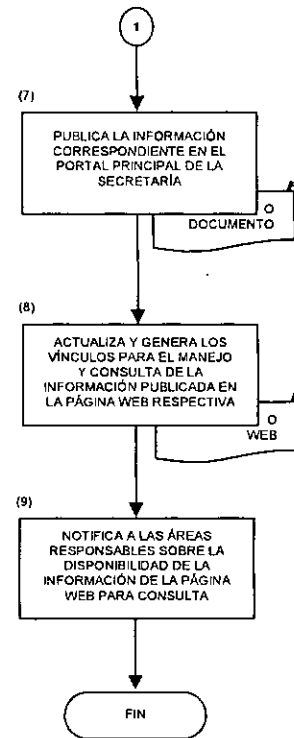 1
(7)
PUBLICA LA INFORMACIÓN
CORRESPONDIENTE EN EL
PORTAL PRINCIPAL DE LA
SECRETARÍA
O
DOCUMENTO
(8)
ACTUALIZA Y GENERA LOS
VÍNCULOS PARA EL MANEJO
Y CONSULTA DE LA
INFORMACIÓN PUBLICADA EN
LA PÁGINA WEB RESPECTIVA
O
WEB
(9)
NOTIFICA A LAS ÁREAS
RESPONSABLES SOBRE LA
DISPONIBILIDAD DE LA
INFORMACIÓN DE LA PÁGINA
WEB PARA CONSULTA
FIN